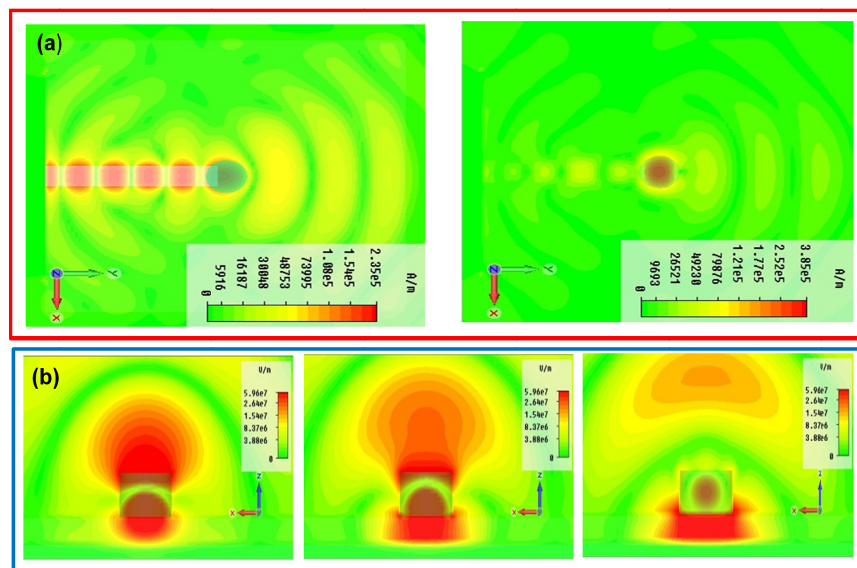 (a)
0
5916
16187
30048
48753
73995
1.08e5
1.54e5
2.35e5
A/m
Z
Y
X
0
9693
26521
49230
79876
1.21e5
1.77e5
2.52e5
3.85e5
A/m
Z
Y
X
(b)
V/m
5.96e7
2.64e7
1.54e7
8.37e6
3.88e6
0
z
x
V/m
5.96e7
2.64e7
1.54e7
8.37e6
3.88e6
0
z
x
V/m
5.96e7
2.64e7
1.54e7
8.37e6
3.88e6
0
z
x